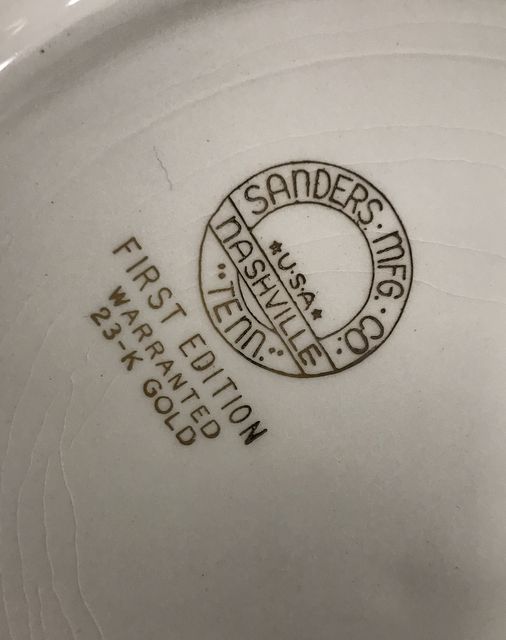 SANDERS. MFG. CO.
NASHVILLE
U.S.A
"TENN."
FIRST EDITION
WARRANTED
23-K GOLD